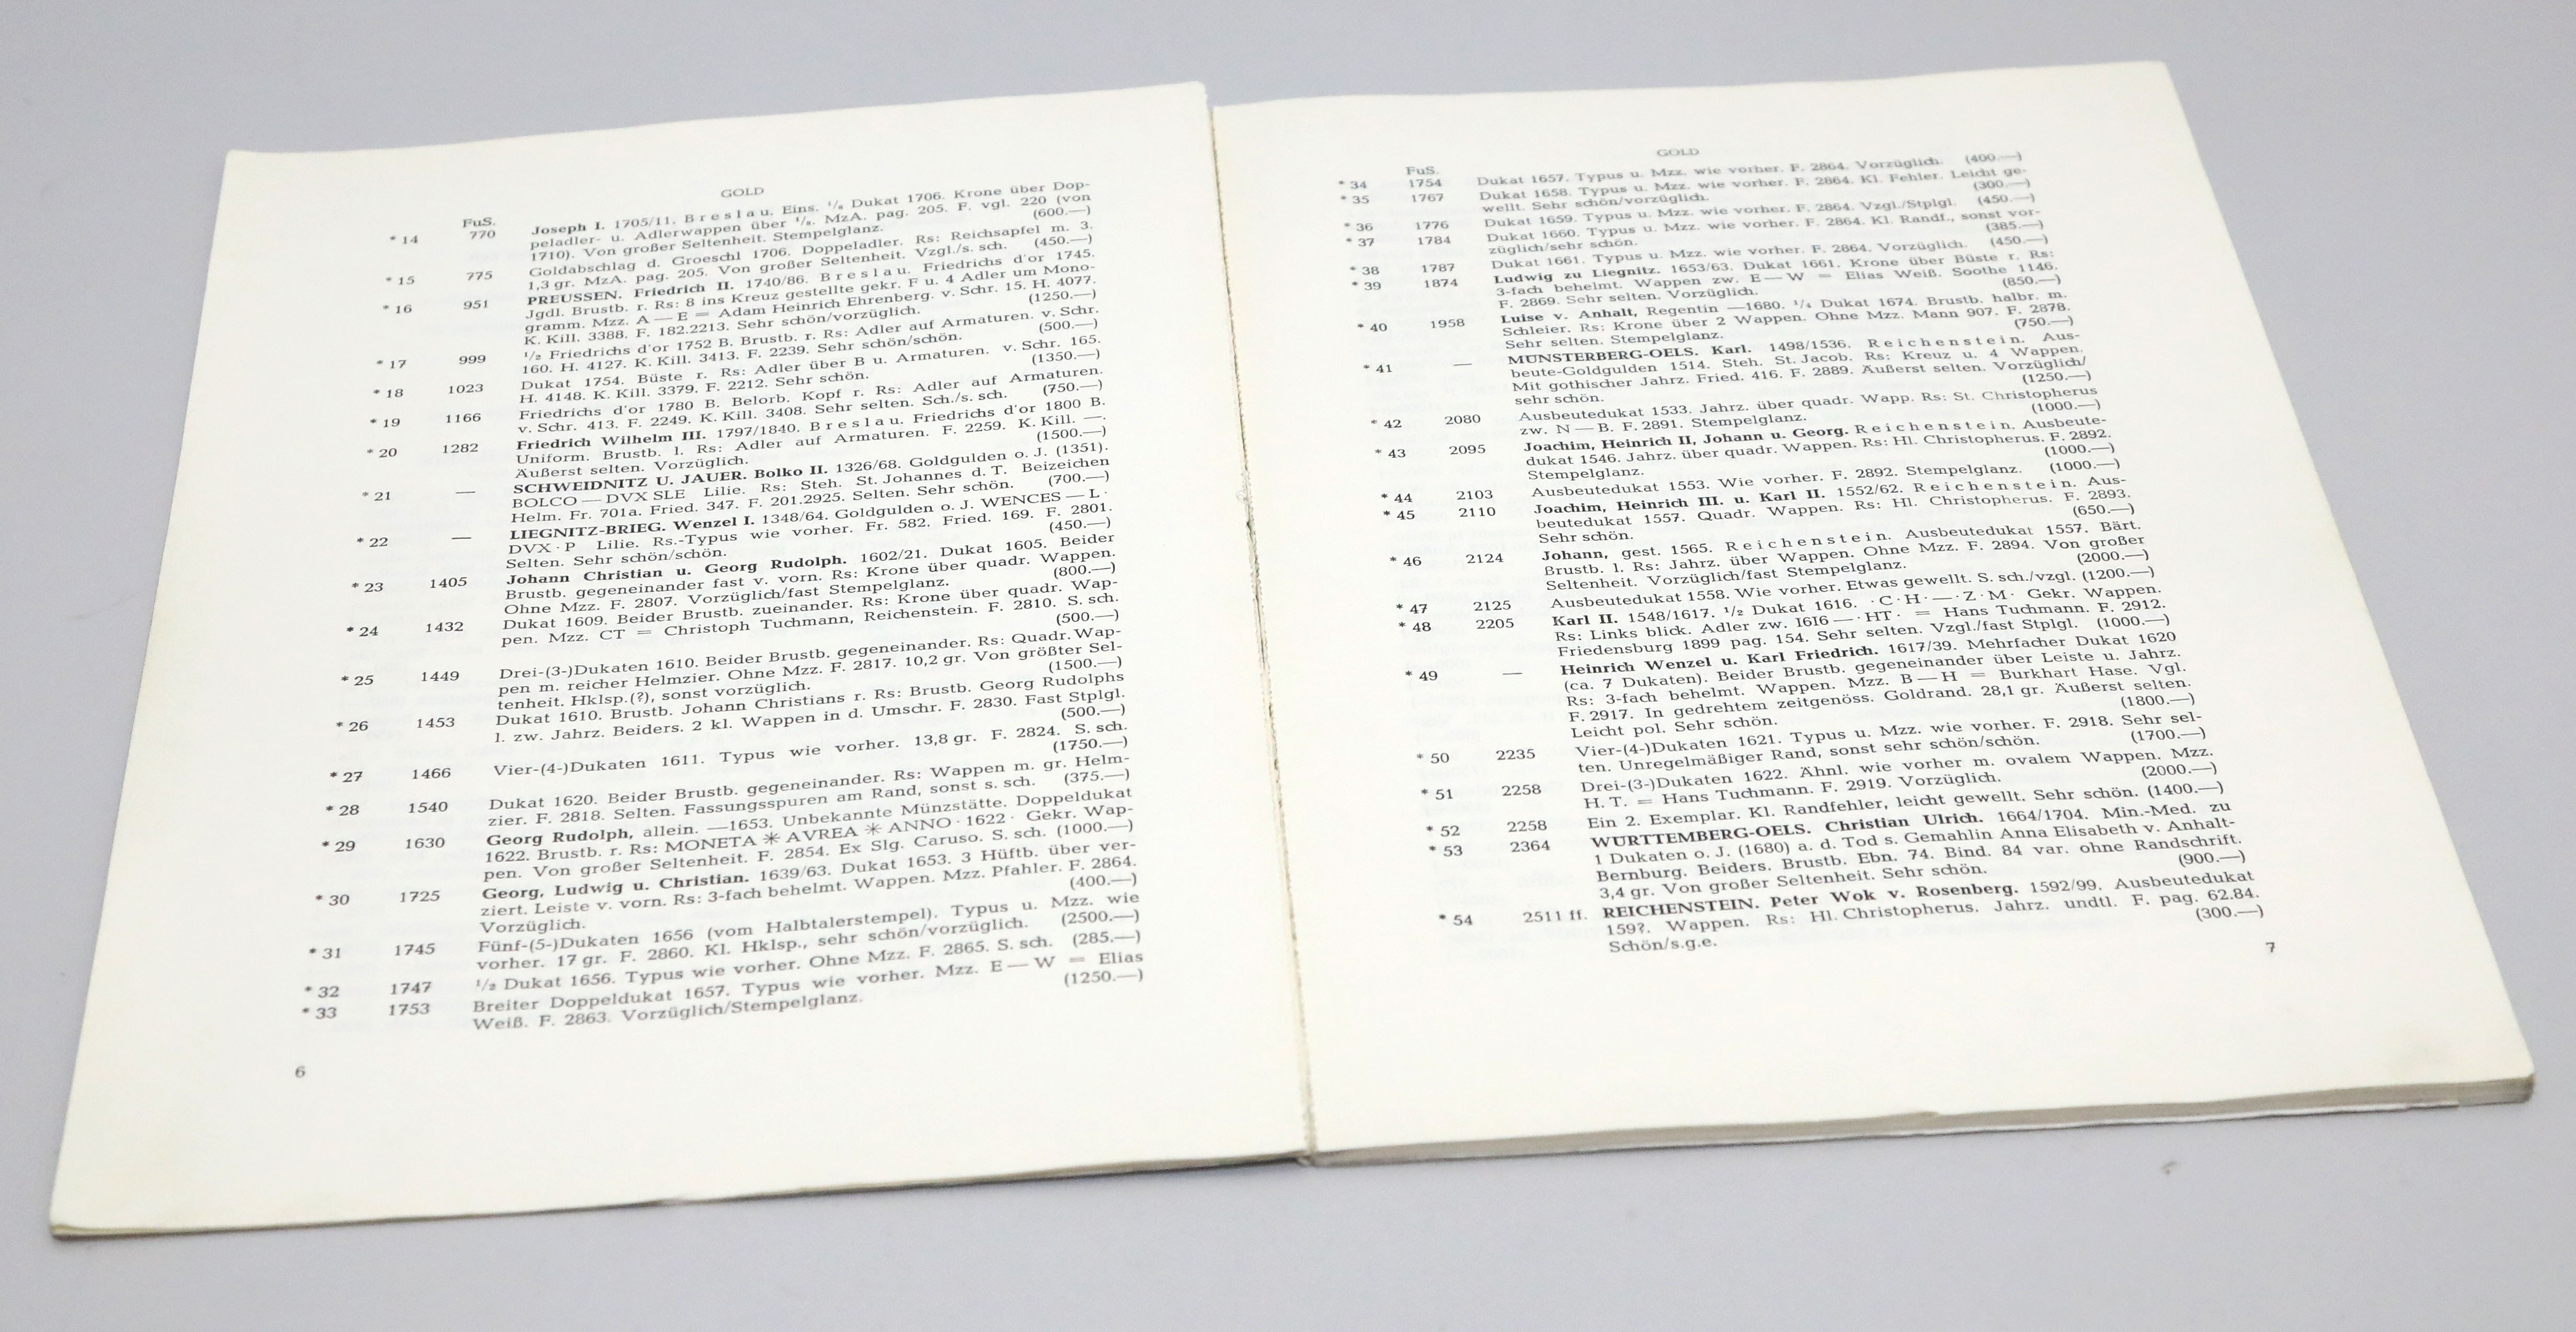 GOLD
FuS.
* 14 770 Joseph I. 1705/11. Breslau. Eins. 1/8 Dukat 1706. Krone über Dop-
peladler- u. Adlerwappen über 1/8. MzA. pag. 205. F. vgl. 220 (von
1710). Von großer Seltenheit. Stempelglanz. (600.—)
* 15 775 Goldabschlag d. Groeschl 1706. Doppeladler. Rs: Reichsapfel m. 3.
1,3 gr. MzA. pag. 205. Von großer Seltenheit. Vzgl./s. sch. (450.—)
* 16 951 PREUSSEN. Friedrich II. 1740/86. Breslau. Friedrichs d'or 1745.
Jgdl. Brustb. r. Rs: 8 ins Kreuz gestellte gekr. F u. 4 Adler um Mono-
gramm. Mzz. A — E = Adam Heinrich Ehrenberg. v. Schr. 15. H. 4077.
K. Kill. 3388. F. 182.2213. Sehr schön/vorzüglich. (1250.—)
* 17 999 1/2 Friedrichs d'or 1752 B. Brustb. r. Rs: Adler auf Armaturen. v. Schr.
160. H. 4127. K. Kill. 3413. F. 2239. Sehr schön/schön. (500.—)
* 18 1023 Dukat 1754. Büste r. Rs: Adler über B u. Armaturen. v. Schr. 165.
H. 4148. K. Kill. 3379. F. 2212. Sehr schön. (1350.—)
* 19 1166 Friedrichs d'or 1780 B. Belorb. Kopf r. Rs: Adler auf Armaturen.
v. Schr. 413. F. 2249. K. Kill. 3408. Sehr selten. Sch./s. sch. (750.—)
* 20 1282 Friedrich Wilhelm III. 1797/1840. Breslau. Friedrichs d'or 1800 B.
Uniform. Brustb. l. Rs: Adler auf Armaturen. F. 2259. K. Kill. —.
Äußerst selten. Vorzüglich. (1500.—)
* 21 — SCHWEIDNITZ U. JAUER. Bolko II. 1326/68. Goldgulden o. J. (1351).
BOLCO — DVX SLE Lilie. Rs: Steh. St. Johannes d. T. Beizeichen
Helm. Fr. 701a. Fried. 347. F. 201.2925. Selten. Sehr schön. (700.—)
* 22 — LIEGNITZ-BRIEG. Wenzel I. 1348/64. Goldgulden o. J. WENCES — L ·
DVX · P Lilie. Rs.-Typus wie vorher. Fr. 582. Fried. 169. F. 2801.
Selten. Sehr schön/schön. (450.—)
* 23 1405 Johann Christian u. Georg Rudolph. 1602/21. Dukat 1605. Beider
Brustb. gegeneinander fast v. vorn. Rs: Krone über quadr. Wappen.
Ohne Mzz. F. 2807. Vorzüglich/fast Stempelglanz. (800.—)
* 24 1432 Dukat 1609. Beider Brustb. zueinander. Rs: Krone über quadr. Wap-
pen. Mzz. CT = Christoph Tuchmann, Reichenstein. F. 2810. S. sch.
(500.—)
* 25 1449 Drei-(3-)Dukaten 1610. Beider Brustb. gegeneinander. Rs: Quadr. Wap-
pen m. reicher Helmzier. Ohne Mzz. F. 2817. 10,2 gr. Von größter Sel-
tenheit. Hklsp.(?), sonst vorzüglich. (1500.—)
* 26 1453 Dukat 1610. Brustb. Johann Christians r. Rs: Brustb. Georg Rudolphs
l. zw. Jahrz. Beiders. 2 kl. Wappen in d. Umschr. F. 2830. Fast Stplgl.
(500.—)
* 27 1466 Vier-(4-)Dukaten 1611. Typus wie vorher. 13,8 gr. F. 2824. S. sch.
(1750.—)
* 28 1540 Dukat 1620. Beider Brustb. gegeneinander. Rs: Wappen m. gr. Helm-
zier. F. 2818. Selten. Fassungsspuren am Rand, sonst s. sch. (375.—)
* 29 1630 Georg Rudolph, allein. —1653. Unbekannte Münzstätte. Doppeldukat
1622. Brustb. r. Rs: MONETA ✳ AVREA ✳ ANNO · 1622 · Gekr. Wap-
pen. Von großer Seltenheit. F. 2854. Ex Slg. Caruso. S. sch. (1000.—)
* 30 1725 Georg, Ludwig u. Christian. 1639/63. Dukat 1653. 3 Hüftb. über ver-
ziert. Leiste v. vorn. Rs: 3-fach behelmt. Wappen. Mzz. Pfahler. F. 2864.
Vorzüglich. (400.—)
* 31 1745 Fünf-(5-)Dukaten 1656 (vom Halbtalerstempel). Typus u. Mzz. wie
vorher. 17 gr. F. 2860. Kl. Hklsp., sehr schön/vorzüglich. (2500.—)
* 32 1747 1/2 Dukat 1656. Typus wie vorher. Ohne Mzz. F. 2865. S. sch. (285.—)
* 33 1753 Breiter Doppeldukat 1657. Typus wie vorher. Mzz. E — W = Elias
Weiß. F. 2863. Vorzüglich/Stempelglanz. (1250.—)
6
GOLD
FuS.
* 34 1754 Dukat 1657. Typus u. Mzz. wie vorher. F. 2864. Vorzüglich. (400.—)
* 35 1767 Dukat 1658. Typus u. Mzz. wie vorher. F. 2864. Kl. Fehler. Leicht ge-
wellt. Sehr schön/vorzüglich. (300.—)
* 36 1776 Dukat 1659. Typus u. Mzz. wie vorher. F. 2864. Vzgl./Stplgl. (450.—)
* 37 1784 Dukat 1660. Typus u. Mzz. wie vorher. F. 2864. Kl. Randf., sonst vor-
züglich/sehr schön. (385.—)
* 38 1787 Dukat 1661. Typus u. Mzz. wie vorher. F. 2864. Vorzüglich. (450.—)
* 39 1874 Ludwig zu Liegnitz. 1653/63. Dukat 1661. Krone über Büste r. Rs:
3-fach behelmt. Wappen zw. E — W = Elias Weiß. Soothe 1146.
F. 2869. Sehr selten. Vorzüglich. (850.—)
* 40 1958 Luise v. Anhalt, Regentin —1680. 1/4 Dukat 1674. Brustb. halbr. m.
Schleier. Rs: Krone über 2 Wappen. Ohne Mzz. Mann 907. F. 2878.
Sehr selten. Stempelglanz. (750.—)
* 41 — MÜNSTERBERG-OELS. Karl. 1498/1536. Reichenstein. Aus-
beute-Goldgulden 1514. Steh. St. Jacob. Rs: Kreuz u. 4 Wappen.
Mit gothischer Jahrz. Fried. 416. F. 2889. Äußerst selten. Vorzüglich/
sehr schön. (1250.—)
* 42 2080 Ausbeutedukat 1533. Jahrz. über quadr. Wapp. Rs: St. Christopherus
zw. N — B. F. 2891. Stempelglanz. (1000.—)
* 43 2095 Joachim, Heinrich II, Johann u. Georg. Reichenstein. Ausbeute-
dukat 1546. Jahrz. über quadr. Wappen. Rs: Hl. Christopherus. F. 2892.
Stempelglanz. (1000.—)
* 44 2103 Ausbeutedukat 1553. Wie vorher. F. 2892. Stempelglanz. (1000.—)
* 45 2110 Joachim, Heinrich III. u. Karl II. 1552/62. Reichenstein. Aus-
beutedukat 1557. Quadr. Wappen. Rs: Hl. Christopherus. F. 2893.
Sehr schön. (650.—)
* 46 2124 Johann, gest. 1565. Reichenstein. Ausbeutedukat 1557. Bärt.
Brustb. l. Rs: Jahrz. über Wappen. Ohne Mzz. F. 2894. Von großer
Seltenheit. Vorzüglich/fast Stempelglanz. (2000.—)
* 47 2125 Ausbeutedukat 1558. Wie vorher. Etwas gewellt. S. sch./vzgl. (1200.—)
* 48 2205 Karl II. 1548/1617. 1/2 Dukat 1616. · C · H · — · Z · M · Gekr. Wappen.
Rs: Links blick. Adler zw. I6I6 — · HT · = Hans Tuchmann. F. 2912.
Friedensburg 1899 pag. 154. Sehr selten. Vzgl./fast Stplgl. (1000.—)
* 49 — Heinrich Wenzel u. Karl Friedrich. 1617/39. Mehrfacher Dukat 1620
(ca. 7 Dukaten). Beider Brustb. gegeneinander über Leiste u. Jahrz.
Rs: 3-fach behelmt. Wappen. Mzz. B — H = Burkhart Hase. Vgl.
F. 2917. In gedrehtem zeitgenöss. Goldrand. 28,1 gr. Äußerst selten.
Leicht pol. Sehr schön. (1800.—)
* 50 2235 Vier-(4-)Dukaten 1621. Typus u. Mzz. wie vorher. F. 2918. Sehr sel-
ten. Unregelmäßiger Rand, sonst sehr schön/schön. (1700.—)
* 51 2258 Drei-(3-)Dukaten 1622. Ähnl. wie vorher m. ovalem Wappen. Mzz.
H. T. = Hans Tuchmann. F. 2919. Vorzüglich. (2000.—)
* 52 2258 Ein 2. Exemplar. Kl. Randfehler, leicht gewellt. Sehr schön. (1400.—)
* 53 2364 WÜRTTEMBERG-OELS. Christian Ulrich. 1664/1704. Min.-Med. zu
1 Dukaten o. J. (1680) a. d. Tod s. Gemahlin Anna Elisabeth v. Anhalt-
Bernburg. Beiders. Brustb. Ebn. 74. Bind. 84 var. ohne Randschrift.
3,4 gr. Von großer Seltenheit. Sehr schön. (900.—)
* 54 2511 ff. REICHENSTEIN. Peter Wok v. Rosenberg. 1592/99. Ausbeutedukat
159?. Wappen. Rs: Hl. Christopherus. Jahrz. undtl. F. pag. 62.84.
Schön/s.g.e. (300.—)
7